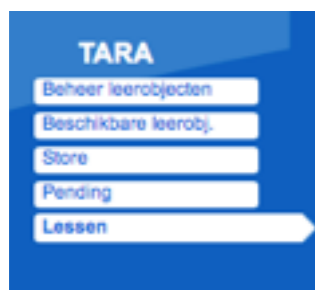 TARA
Beheer leerobjecten
Beschikbare leerobj.
Store
Pending
Lessen